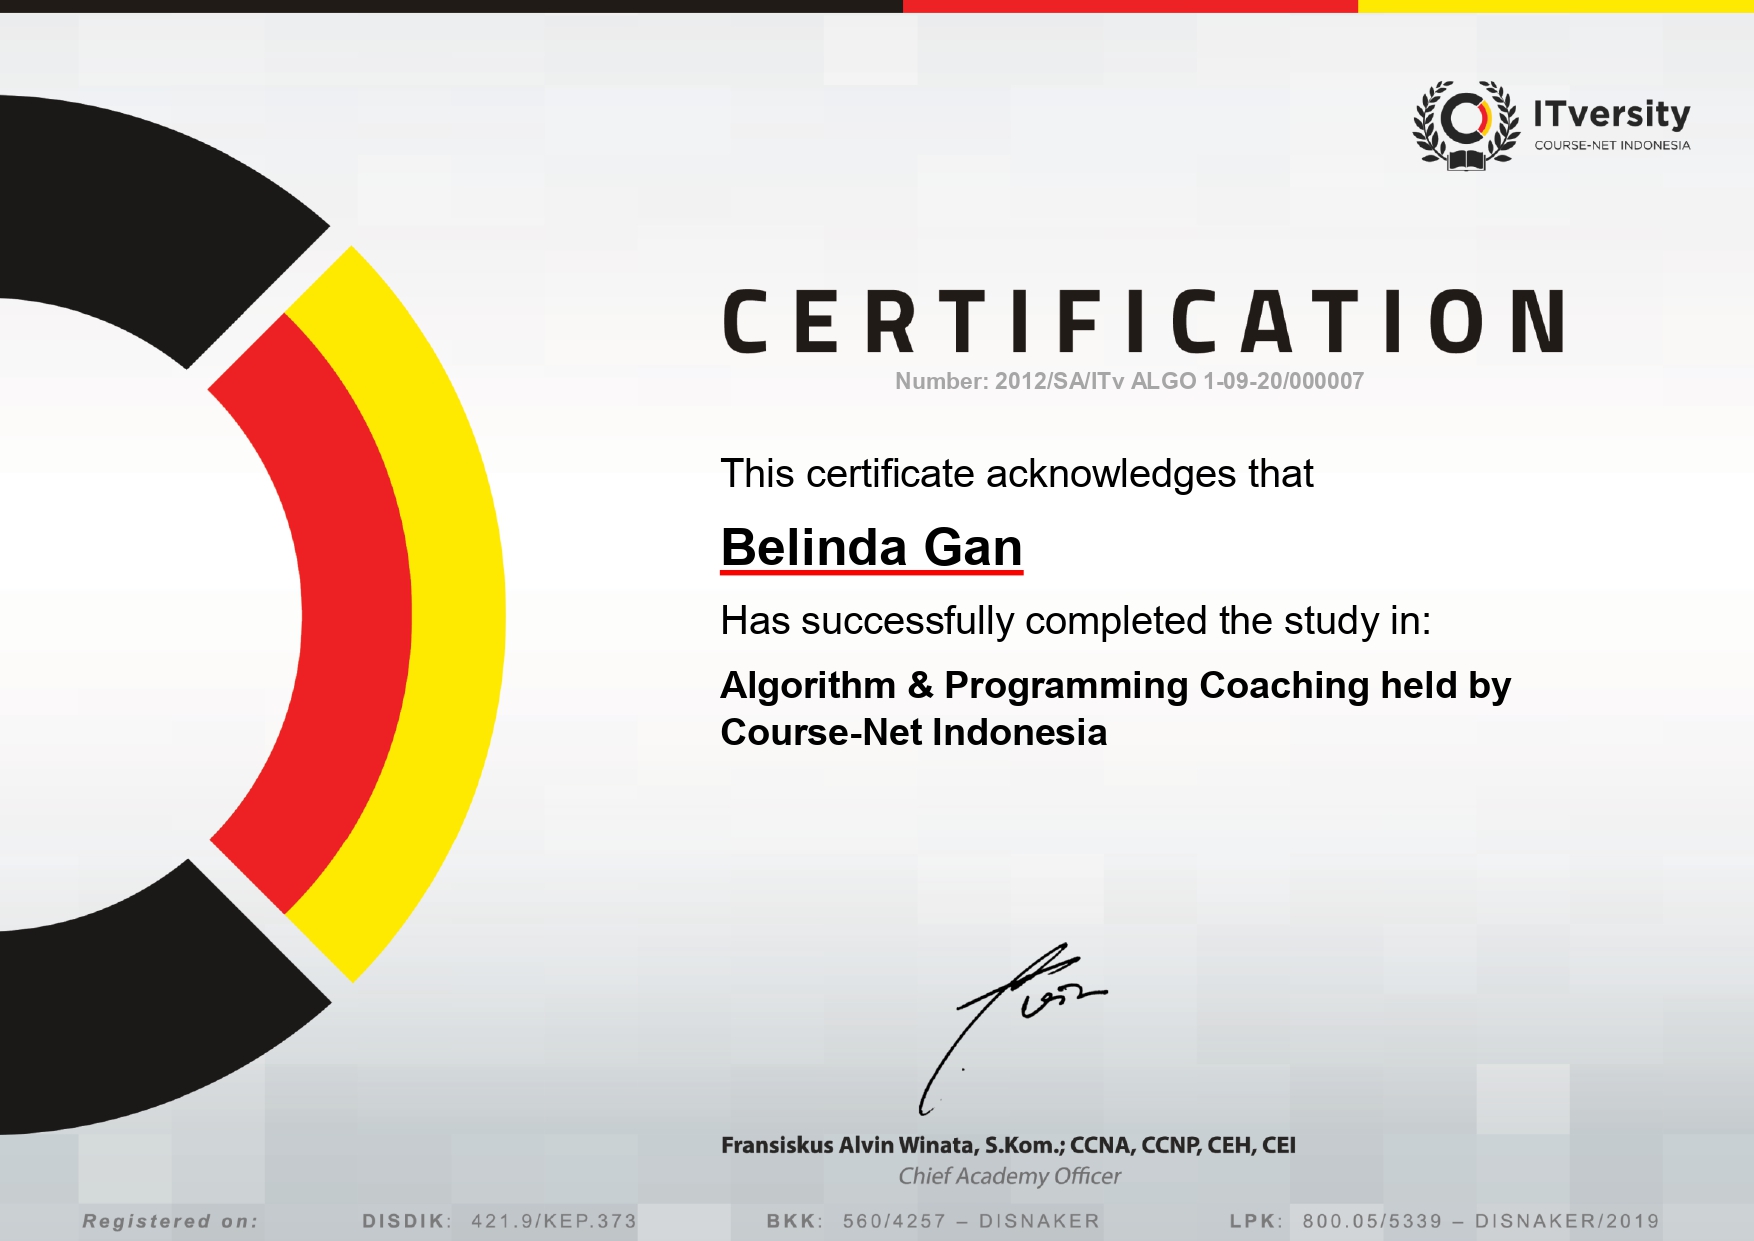 ITversity
COURSE-NET INDONESIA
CERTIFICATION
Number: 2012/SA/ITv ALGO 1-09-20/000007
This certificate acknowledges that
Belinda Gan
Has successfully completed the study in:
Algorithm & Programming Coaching held by
Course-Net Indonesia
Fransiskus Alvin Winata, S.Kom.; CCNA, CCNP, CEH, CEI
Chief Academy Officer
Registered on: DISDIK: 421.9/KEP.373 BKK: 560/4257 – DISNAKER LPK: 800.05/5339 – DISNAKER/2019